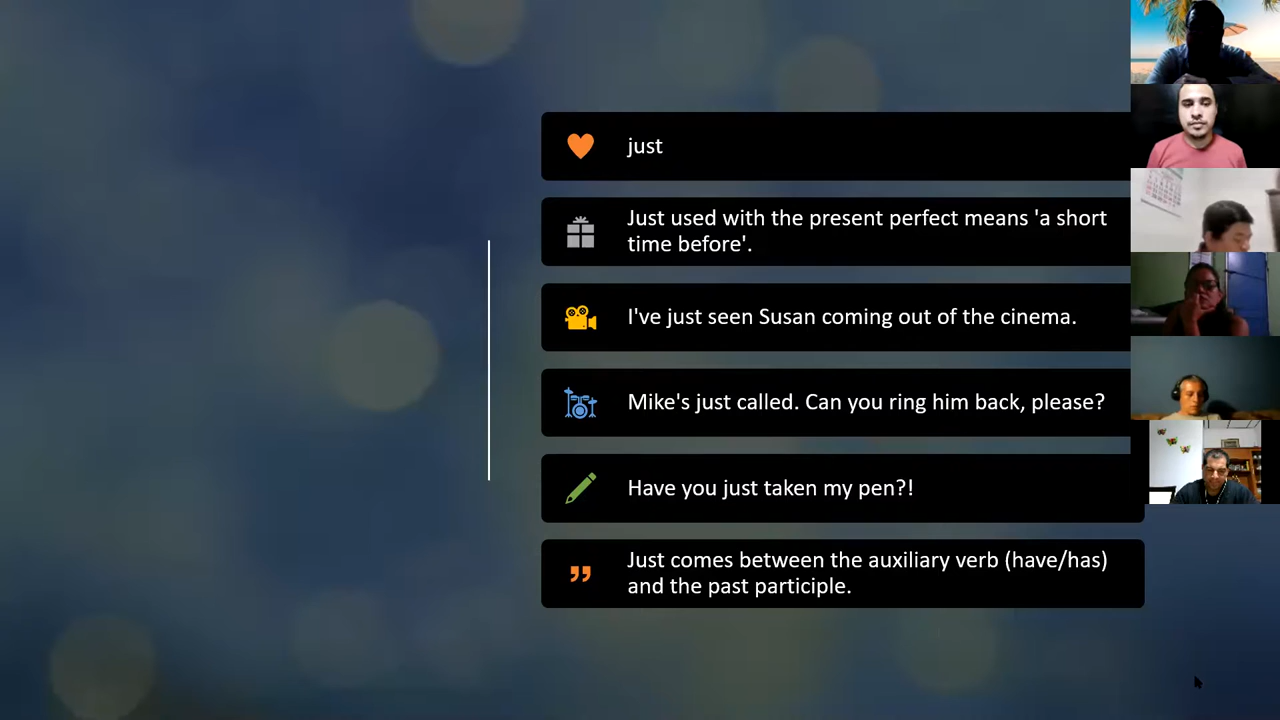 just
Just used with the present perfect means 'a short
time before'.
I've just seen Susan coming out of the cinema.
Mike's just called. Can you ring him back, please?
Have you just taken my pen?!
Just comes between the auxiliary verb (have/has)
and the past participle.